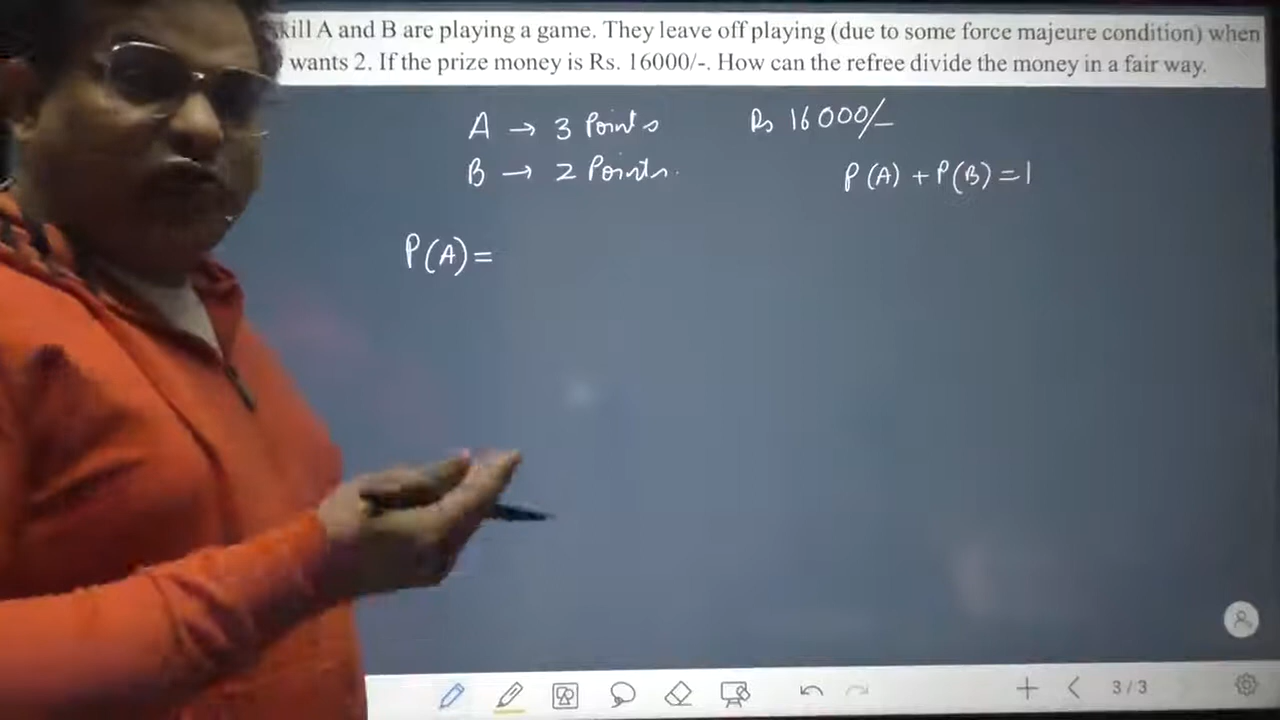 kill A and B are playing a game. They leave off playing (due to some force majeure condition) when
wants 2. If the prize money is Rs. 16000/-. How can the refree divide the money in a fair way.
A → 3 Points
Rs 16000/-
B → 2 Points.
P(A) + P(B) = 1
P(A) =
3/3